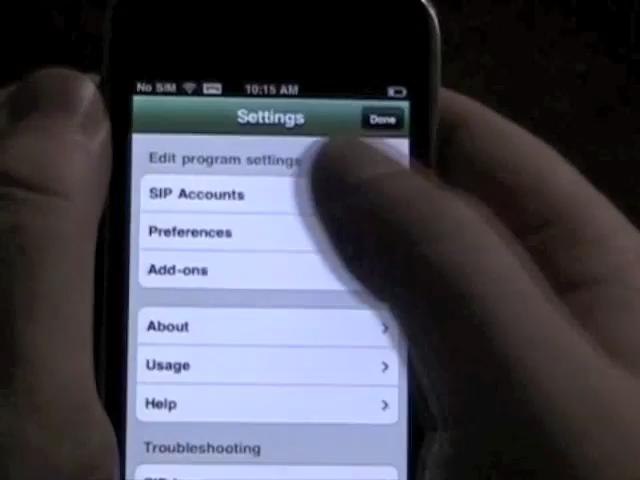 No SIM VPN 10:15 AM
Settings Done
Edit program settings
SIP Accounts
Preferences
Add-ons
About
Usage
Help
Troubleshooting